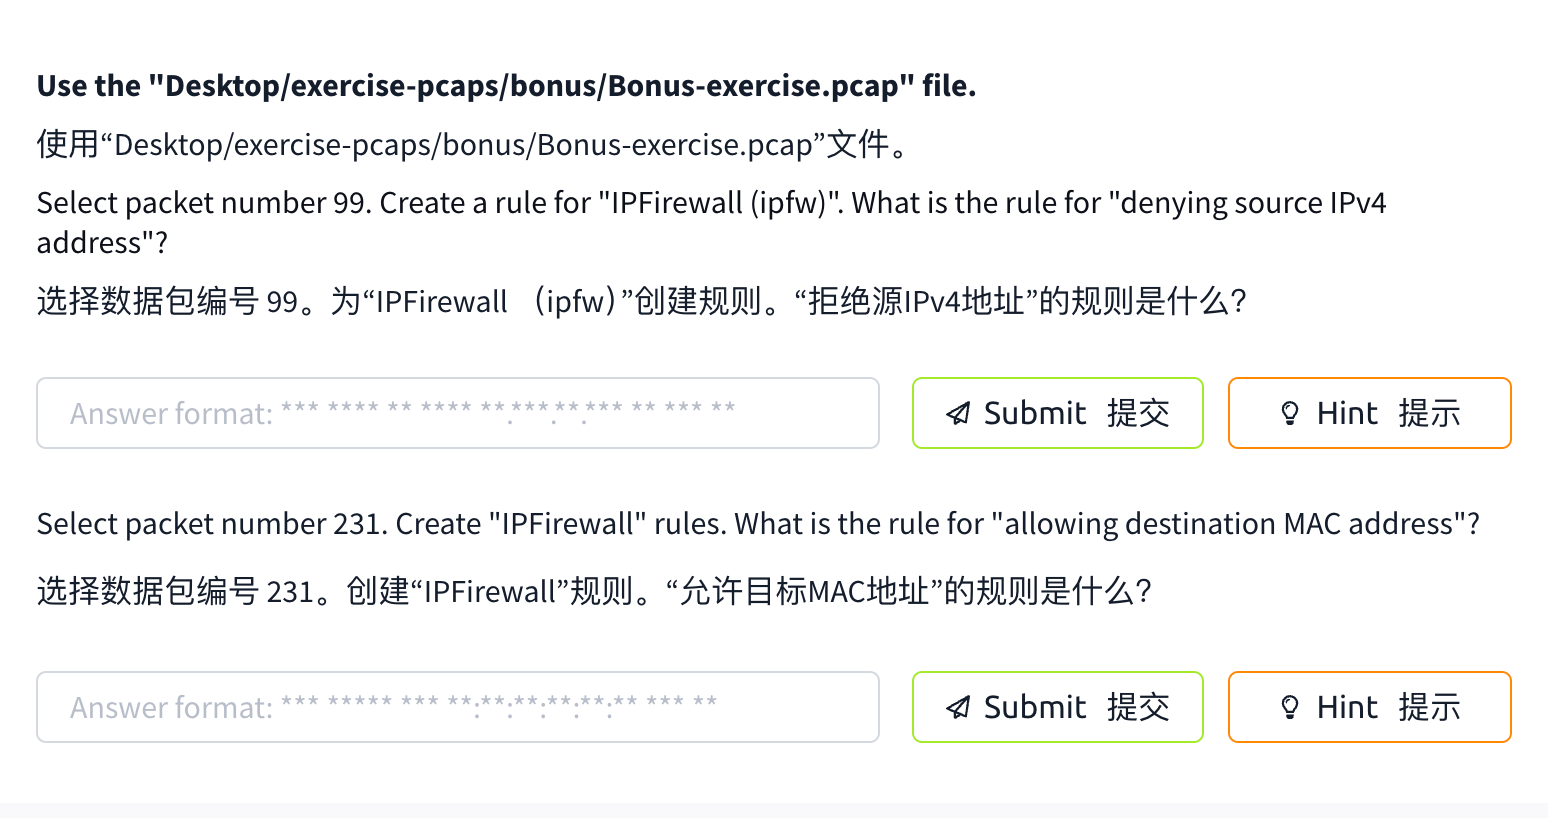 Use the "Desktop/exercise-pcaps/bonus/Bonus-exercise.pcap" file.
使用“Desktop/exercise-pcaps/bonus/Bonus-exercise.pcap”文件。
Select packet number 99. Create a rule for "IPFirewall (ipfw)". What is the rule for "denying source IPv4
address"?
选择数据包编号 99。为“IPFirewall （ipfw）”创建规则。“拒绝源IPv4地址”的规则是什么？
Answer format: *** **** ** **** **.***.**.*** ** *** **
Submit 提交
Hint 提示
Select packet number 231. Create "IPFirewall" rules. What is the rule for "allowing destination MAC address"?
选择数据包编号 231。创建“IPFirewall”规则。“允许目标MAC地址”的规则是什么？
Answer format: *** ***** *** **:**:**:**:**:** *** **
Submit 提交
Hint 提示